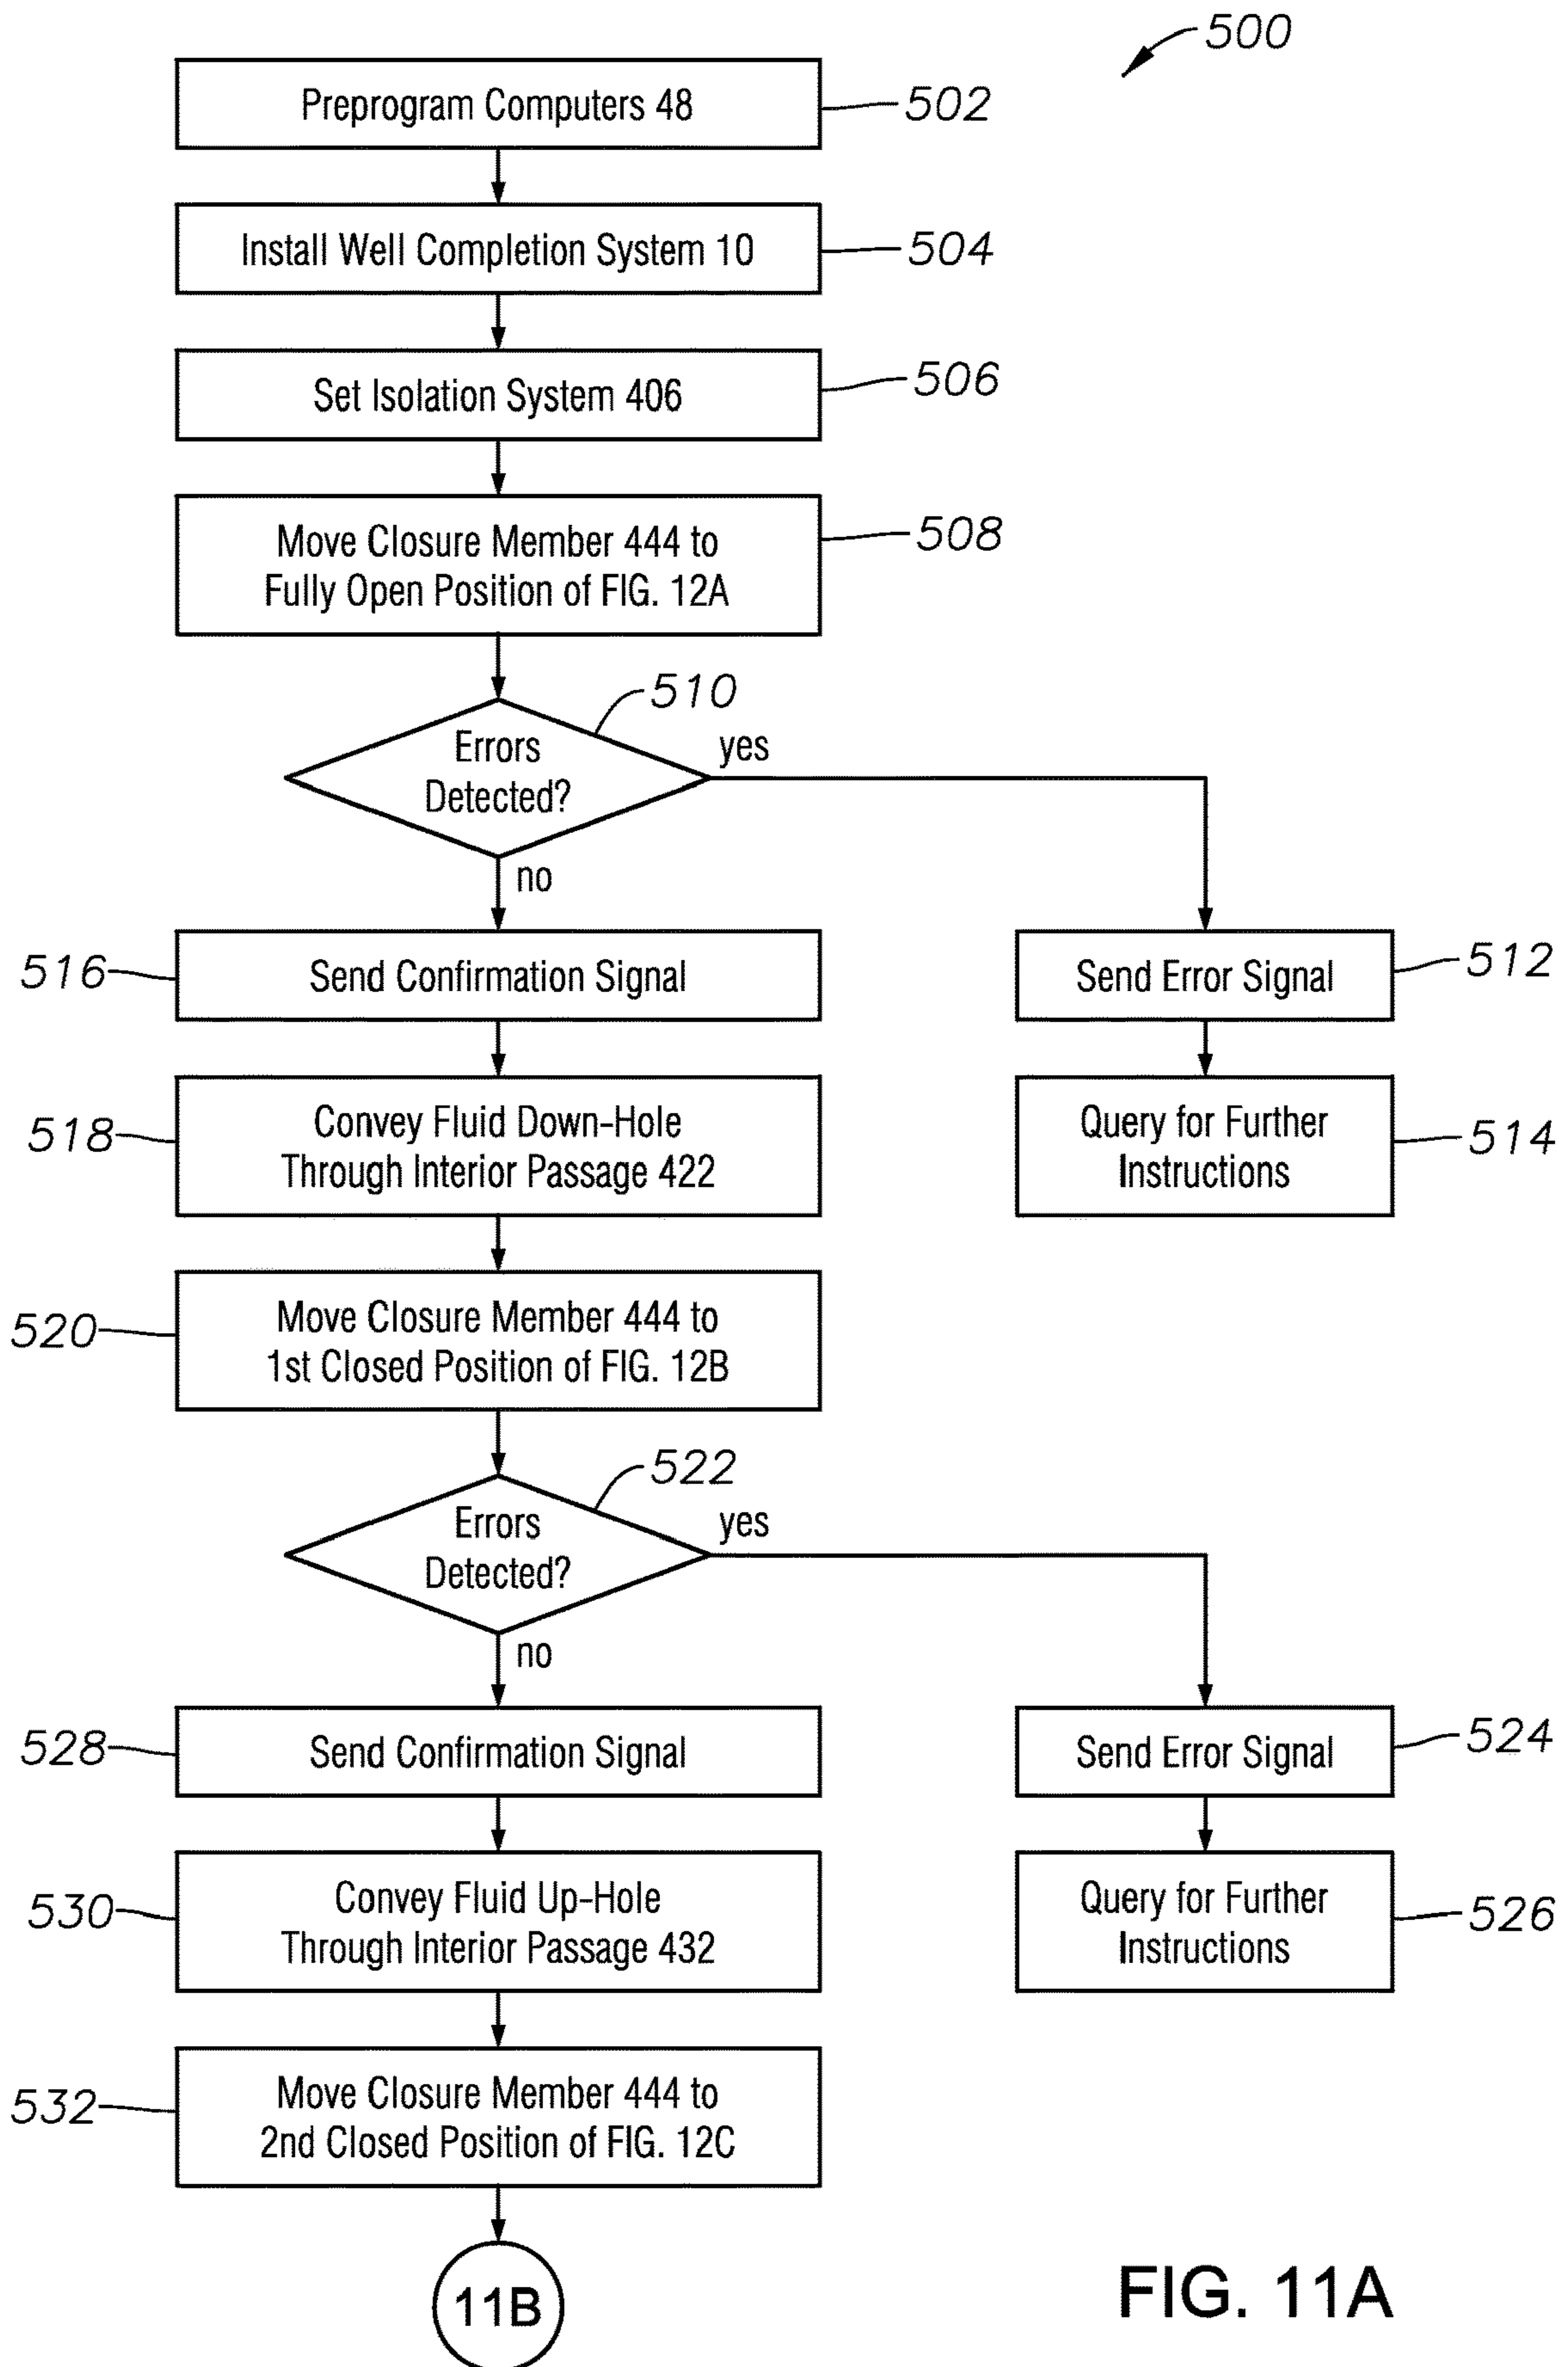 500
Preprogram Computers 48
502
Install Well Completion System 10
504
Set Isolation System 406
506
Move Closure Member 444 to
Fully Open Position of FIG. 12A
508
510
Errors
Detected?
yes
no
516
Send Confirmation Signal
Send Error Signal
512
518
Convey Fluid Down-Hole
Through Interior Passage 422
Query for Further
Instructions
514
520
Move Closure Member 444 to
1st Closed Position of FIG. 12B
522
Errors
Detected?
yes
no
528
Send Confirmation Signal
Send Error Signal
524
530
Convey Fluid Up-Hole
Through Interior Passage 432
Query for Further
Instructions
526
532
Move Closure Member 444 to
2nd Closed Position of FIG. 12C
11B
FIG. 11A